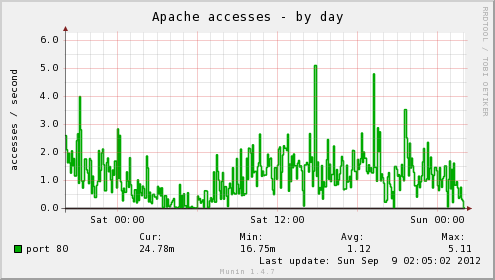 Apache accesses - by day
RRDTOOL / TOBI OETIKER
accesses / second
6.0
5.0
4.0
3.0
2.0
1.0
0.0
Sat 00:00 Sat 12:00 Sun 00:00
Cur: Min: Avg: Max:
port 80 24.78m 16.75m 1.12 5.11
Last update: Sun Sep  9 02:05:02 2012
Munin 1.4.7